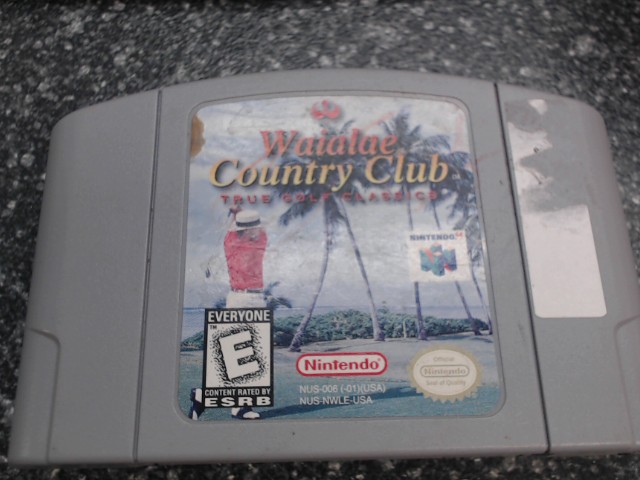 Waialae
Country Club
TRUE GOLF CLASSICS
NINTENDO 64
EVERYONE
E
CONTENT RATED BY
ESRB
Nintendo
NUS-006 (-01)(USA)
NUS-NWLE-USA
Official
Nintendo
Seal of Quality